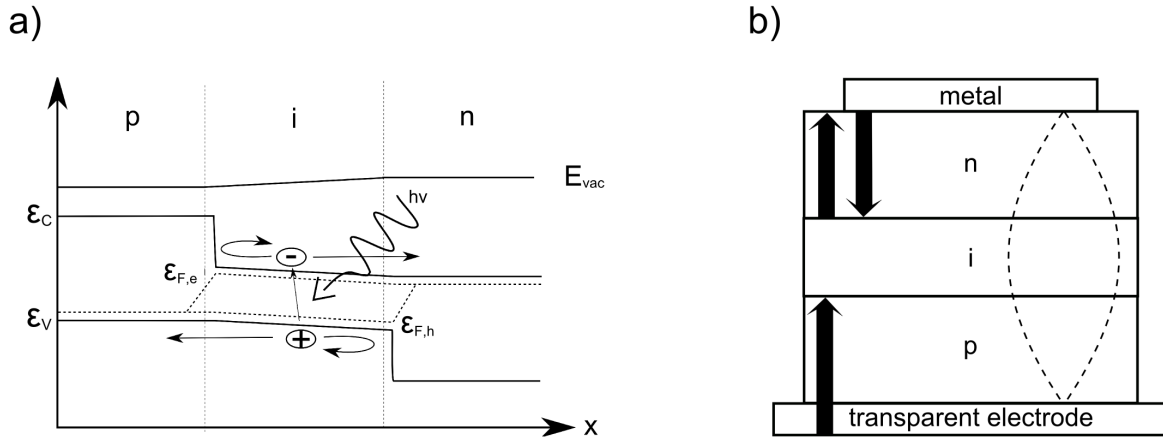 a)
b)
p
i
n
E_vac
hν
ε_C
ε_F,e
ε_V
ε_F,h
-
+
x
metal
n
i
p
transparent electrode